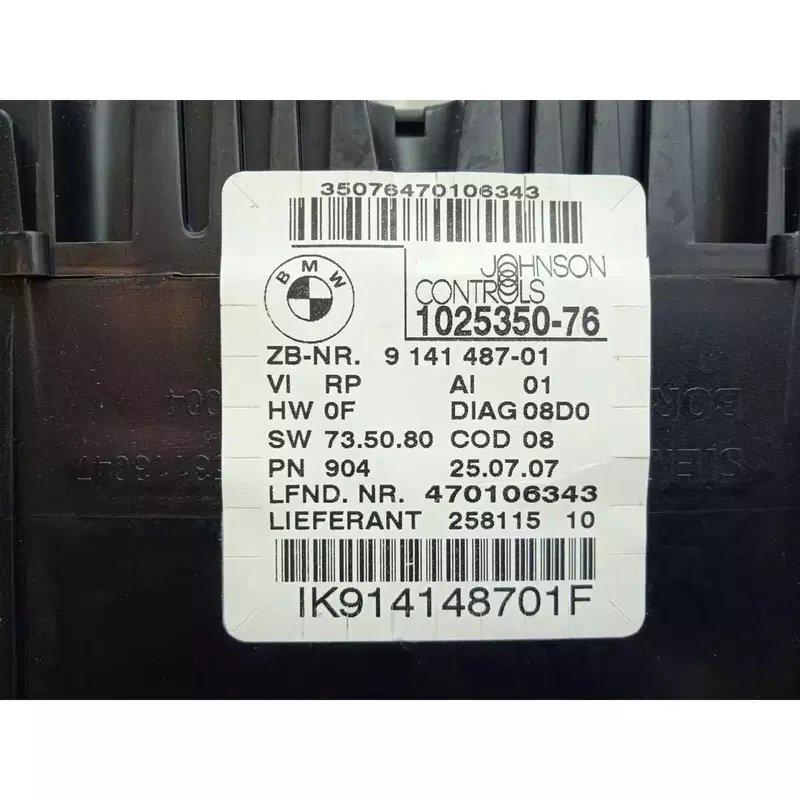 35076470106343
BMW
JOHNSON
CONTROLS
1025350-76
ZB-NR. 9 141 487-01
VI RP AI 01
HW 0F DIAG 08D0
SW 73.50.80 COD 08
PN 904 25.07.07
LFND. NR. 470106343
LIEFERANT 258115 10
IK914148701F